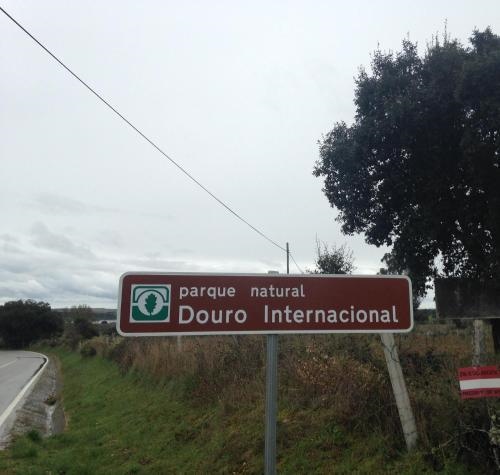 parque natural
Douro Internacional